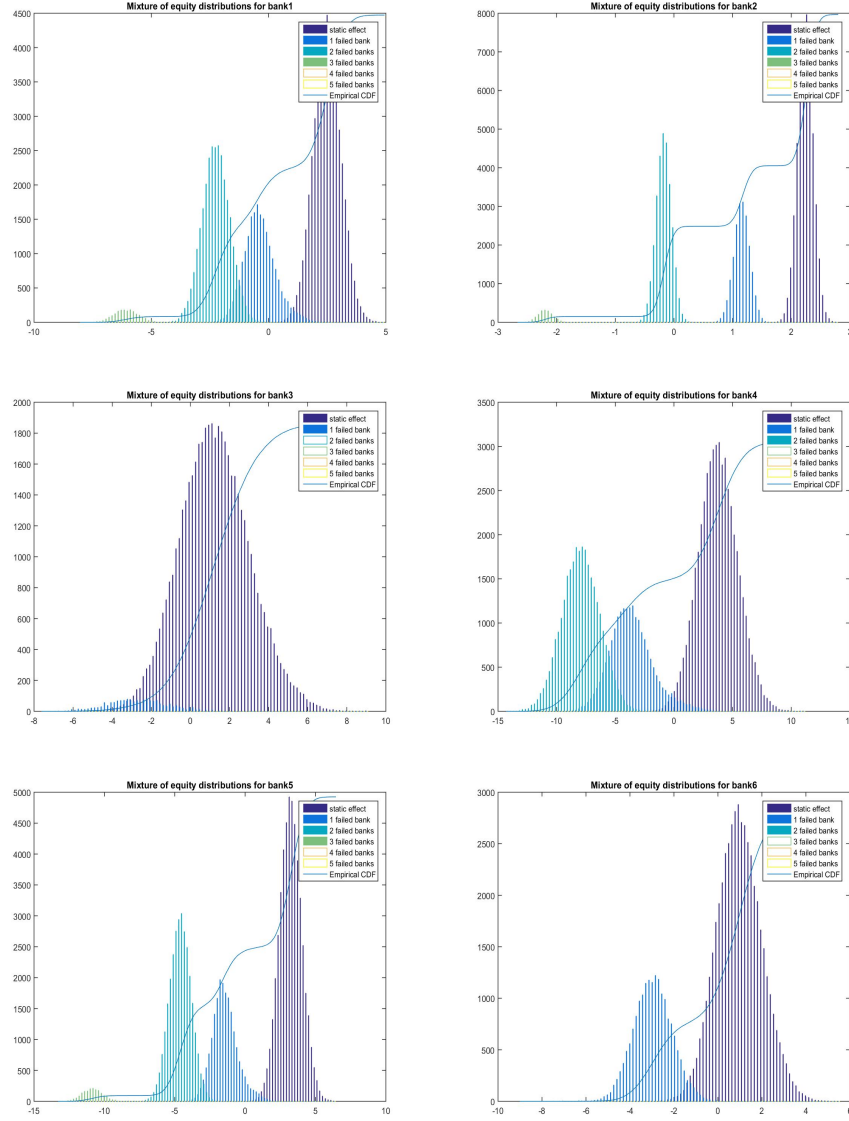 Mixture of equity distributions for bank1
4500
4000
3500
3000
2500
2000
1500
1000
500
0
-10
-5
0
5
static effect
1 failed bank
2 failed banks
3 failed banks
4 failed banks
5 failed banks
Empirical CDF
Mixture of equity distributions for bank2
8000
7000
6000
5000
4000
3000
2000
1000
0
-3
-2
-1
0
1
2
static effect
1 failed bank
2 failed banks
3 failed banks
4 failed banks
5 failed banks
Empirical CDF
Mixture of equity distributions for bank3
2000
1800
1600
1400
1200
1000
800
600
400
200
0
-8
-6
-4
-2
0
2
4
6
8
10
static effect
1 failed bank
2 failed banks
3 failed banks
4 failed banks
5 failed banks
Empirical CDF
Mixture of equity distributions for bank4
3500
3000
2500
2000
1500
1000
500
0
-15
-10
-5
0
5
10
static effect
1 failed bank
2 failed banks
3 failed banks
4 failed banks
5 failed banks
Empirical CDF
Mixture of equity distributions for bank5
5000
4500
4000
3500
3000
2500
2000
1500
1000
500
0
-15
-10
-5
0
5
10
static effect
1 failed bank
2 failed banks
3 failed banks
4 failed banks
5 failed banks
Empirical CDF
Mixture of equity distributions for bank6
3000
2500
2000
1500
1000
500
0
-10
-8
-6
-4
-2
0
2
4
static effect
1 failed bank
2 failed banks
3 failed banks
4 failed banks
5 failed banks
Empirical CDF